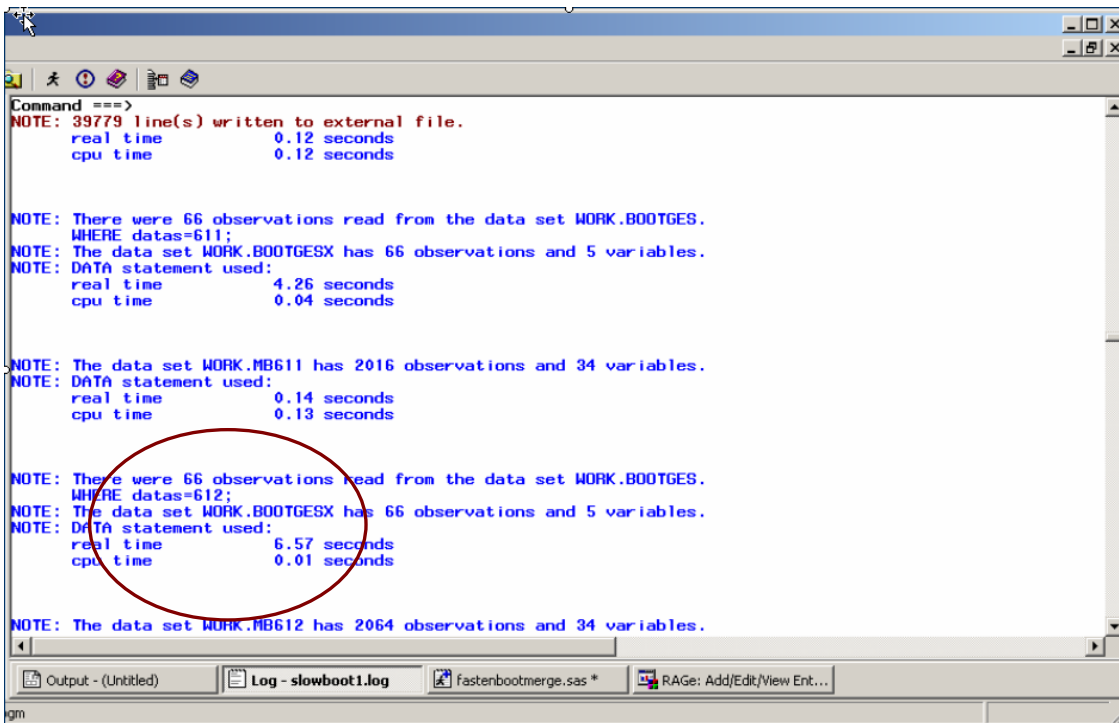 Command ===>
NOTE: 39779 line(s) written to external file.
real time 0.12 seconds
cpu time 0.12 seconds
NOTE: There were 66 observations read from the data set WORK.BOOTGES.
WHERE datas=611;
NOTE: The data set WORK.BOOTGESX has 66 observations and 5 variables.
NOTE: DATA statement used:
real time 4.26 seconds
cpu time 0.04 seconds
NOTE: The data set WORK.MB611 has 2016 observations and 34 variables.
NOTE: DATA statement used:
real time 0.14 seconds
cpu time 0.13 seconds
NOTE: There were 66 observations read from the data set WORK.BOOTGES.
WHERE datas=612;
NOTE: The data set WORK.BOOTGESX has 66 observations and 5 variables.
NOTE: DATA statement used:
real time 6.57 seconds
cpu time 0.01 seconds
NOTE: The data set WORK.MB612 has 2064 observations and 34 variables.
Output - (Untitled) Log - slowboot1.log fastenbootmerge.sas * RAGe: Add/Edit/View Ent...
gm